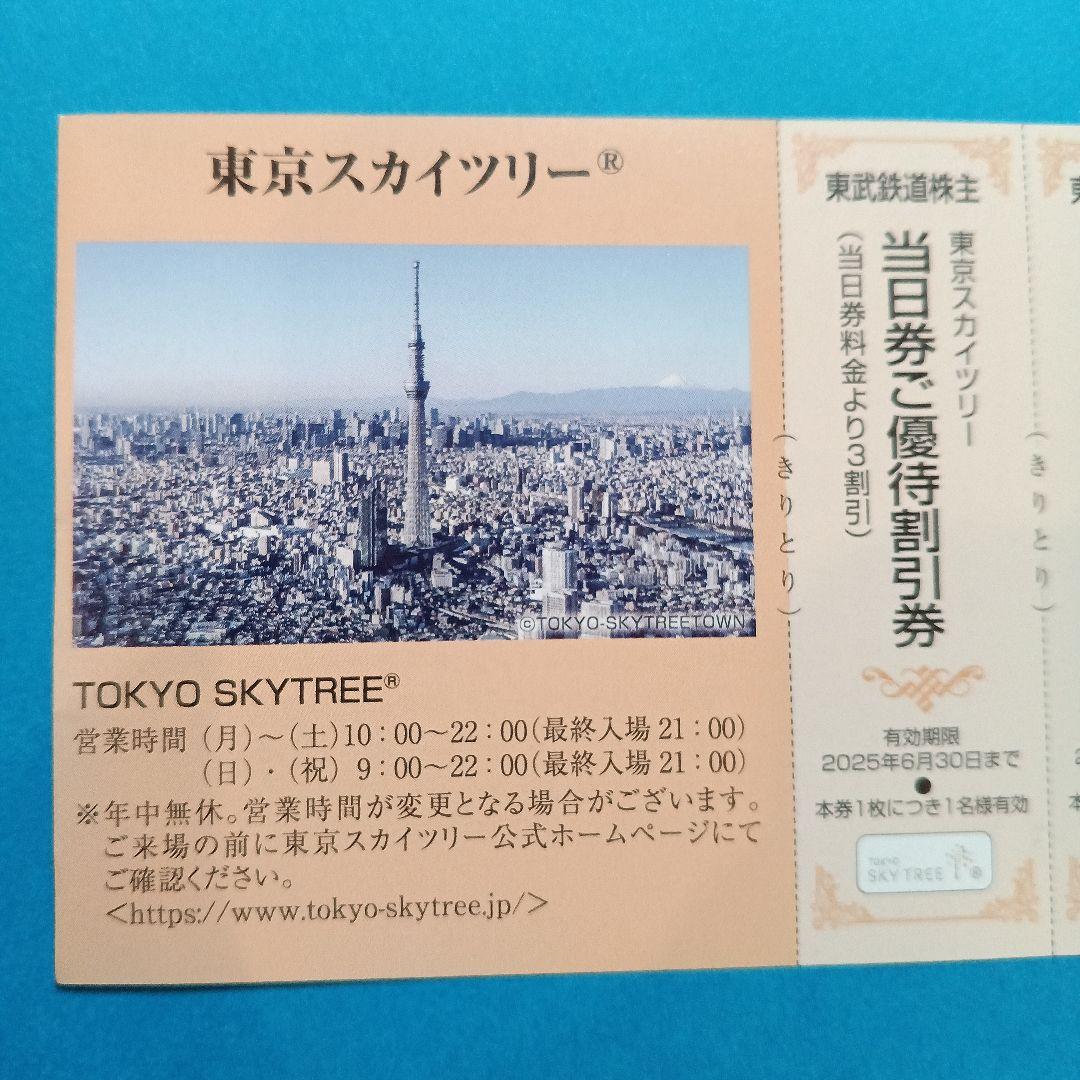 東京スカイツリー®
©TOKYO-SKYTREETOWN
TOKYO SKYTREE®
営業時間（月）〜（土）10：00〜22：00（最終入場21：00）
（日）・（祝） 9：00〜22：00（最終入場21：00）
※年中無休。営業時間が変更となる場合がございます。
ご来場の前に東京スカイツリー公式ホームページにて
ご確認ください。
＜https://www.tokyo-skytree.jp/＞
（きりとり）
東武鉄道株主
東京スカイツリー
当日券ご優待割引券
（当日券料金より3割引）
有効期限
2025年6月30日まで
本券1枚につき1名様有効
TOKYO
SKYTREE®
（きりとり）